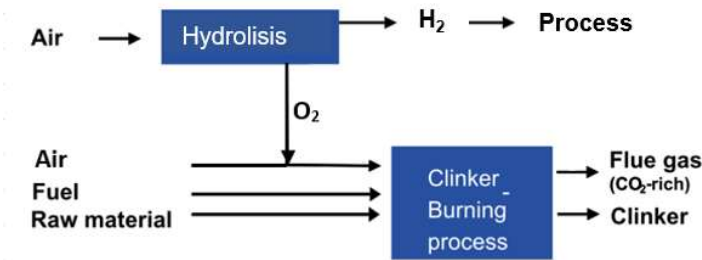 Air
Hydrolisis
H₂
Process
O₂
Air
Fuel
Raw material
Clinker -
Burning
process
Flue gas
(CO₂-rich)
Clinker